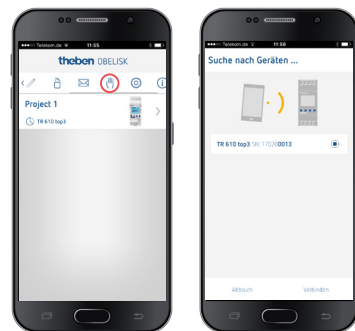 Telekom.de
11:55
theben OBELISK
Project 1
TR 610 top3
Telekom.de
11:56
Suche nach Geräten ...
TR 610 top3 SN: 170200013
Abbruch
Verbinden